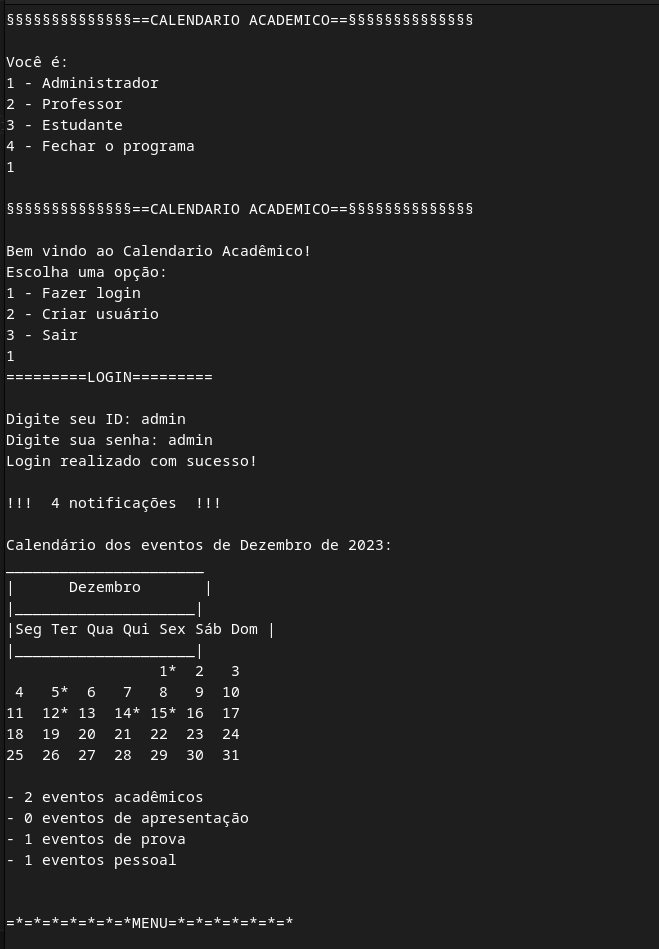 §§§§§§§§§§§§§§==CALENDARIO ACADEMICO==§§§§§§§§§§§§§§
Você é:
1 - Administrador
2 - Professor
3 - Estudante
4 - Fechar o programa
1
§§§§§§§§§§§§§§==CALENDARIO ACADEMICO==§§§§§§§§§§§§§§
Bem vindo ao Calendario Acadêmico!
Escolha uma opção:
1 - Fazer login
2 - Criar usuário
3 - Sair
1
=========LOGIN=========
Digite seu ID: admin
Digite sua senha: admin
Login realizado com sucesso!
!!!  4 notificações  !!!
Calendário dos eventos de Dezembro de 2023:
______________________
|      Dezembro       |
|____________________|
|Seg Ter Qua Qui Sex Sáb Dom |
|____________________|
                 1*  2   3
 4   5*  6   7   8   9  10
11  12* 13  14* 15* 16  17
18  19  20  21  22  23  24
25  26  27  28  29  30  31
- 2 eventos acadêmicos
- 0 eventos de apresentação
- 1 eventos de prova
- 1 eventos pessoal
=*=*=*=*=*=*=*MENU=*=*=*=*=*=*=*